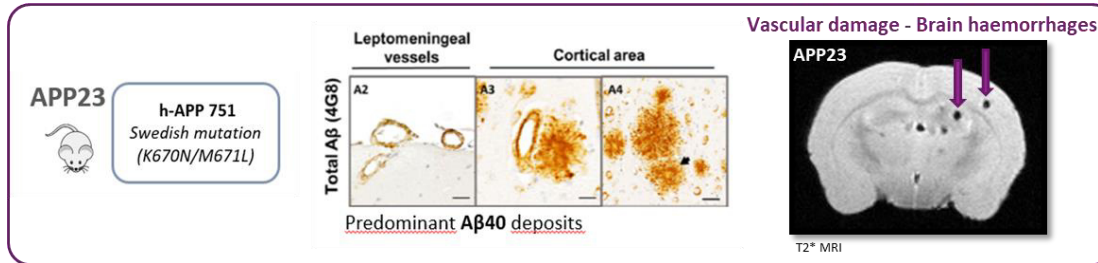 APP23
h-APP 751
Swedish mutation
(K670N/M671L)
Leptomeningeal
vessels
Cortical area
Total Aβ (4G8)
A2
A3
A4
Predominant Aβ40 deposits
Vascular damage - Brain haemorrhages
APP23
T2* MRI